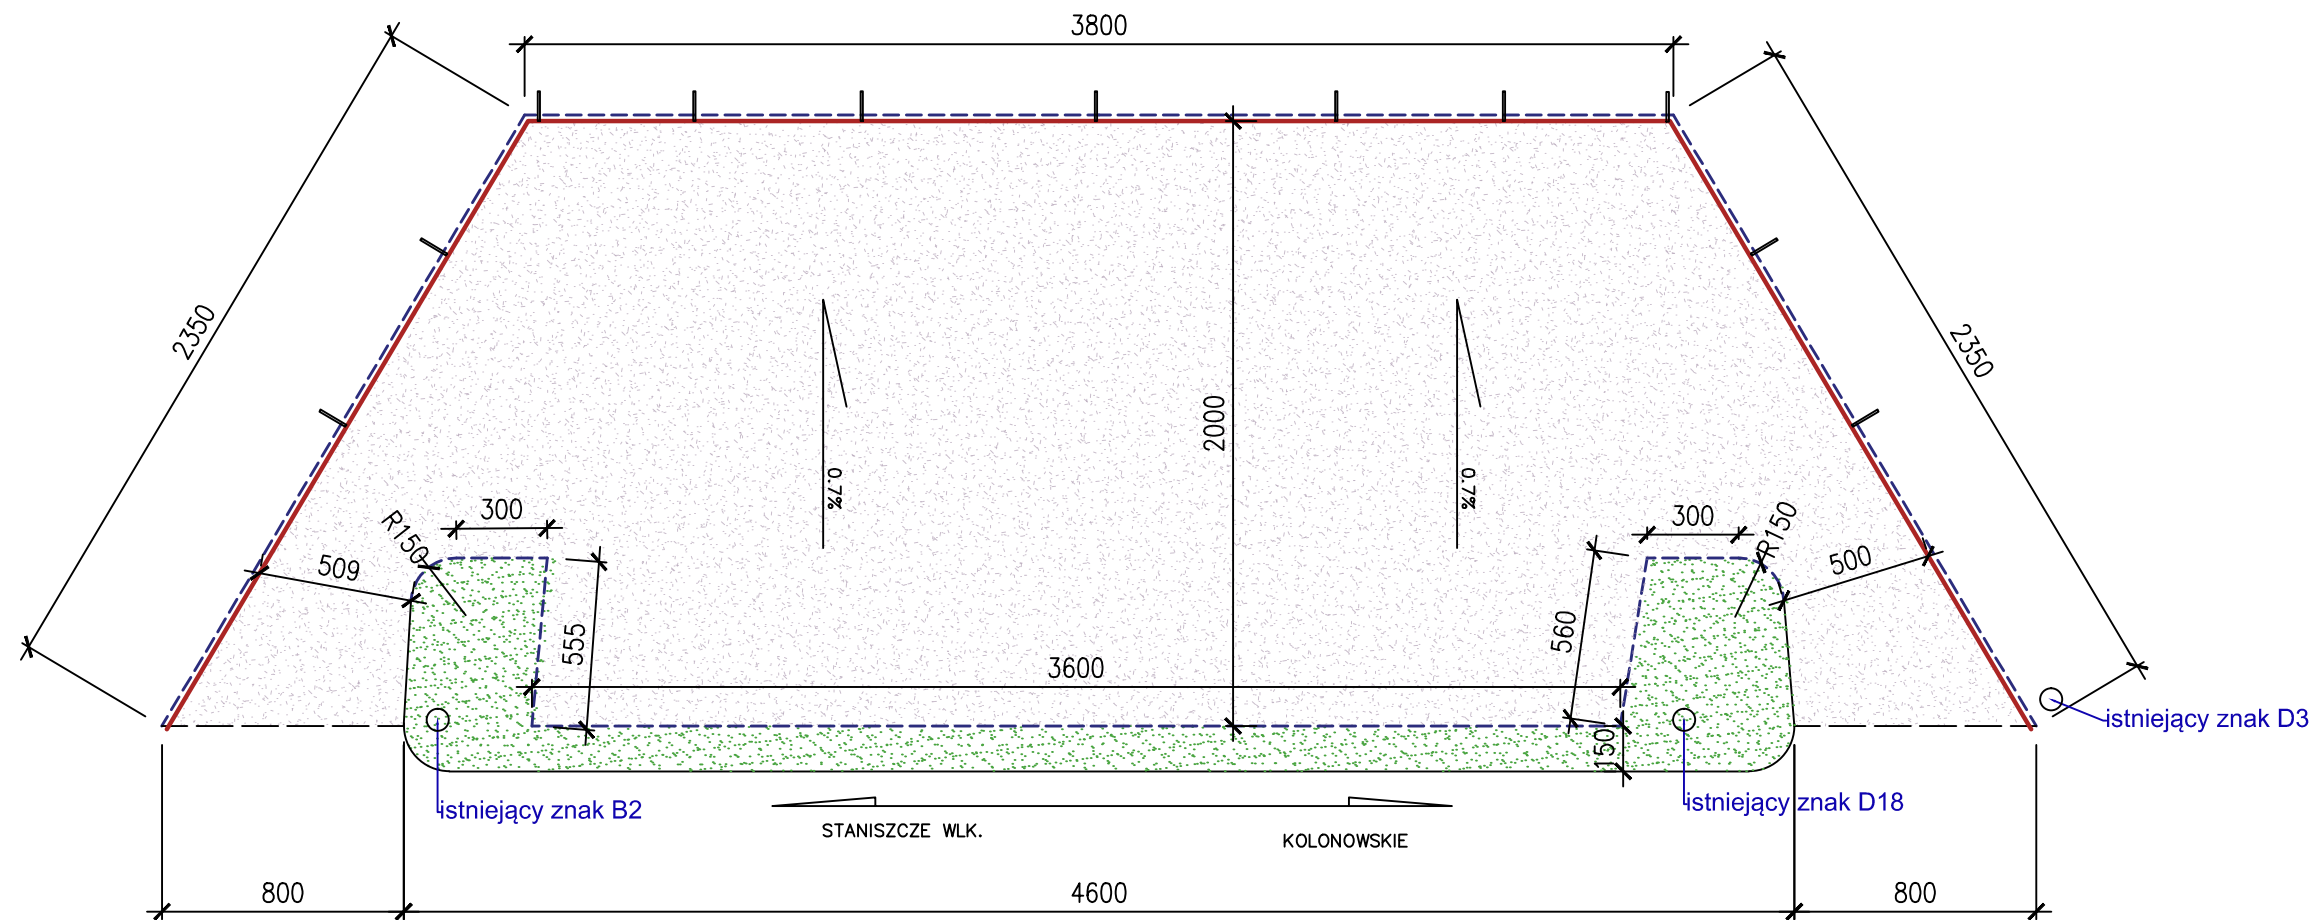 3800
2350
2350
2000
0.7%
0.7%
300
R150
509
555
3600
300
R150
500
560
150
istniejący znak D3
istniejący znak B2
istniejący znak D18
STANISZCZE WLK.
KOLONOWSKIE
800
4600
800